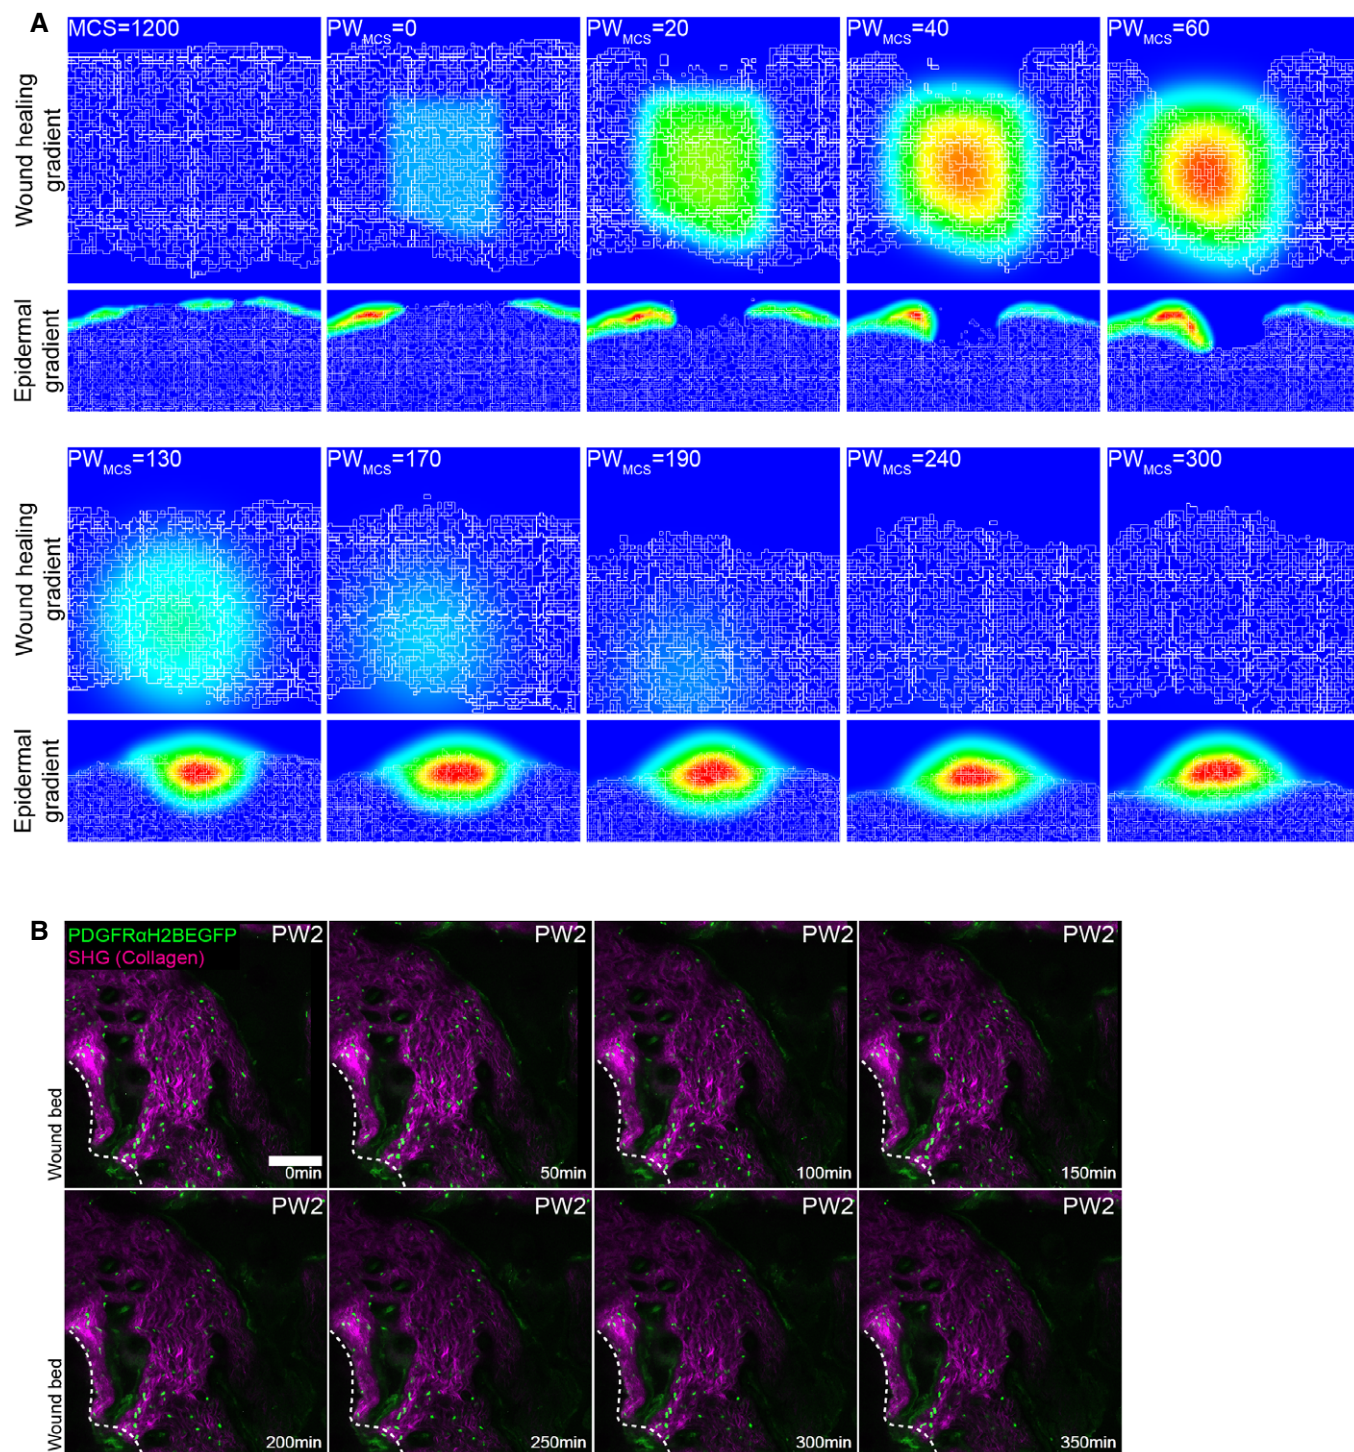 A
MCS=1200
PWMCS=0
PWMCS=20
PWMCS=40
PWMCS=60
Wound healing
gradient
Epidermal
gradient
PWMCS=130
PWMCS=170
PWMCS=190
PWMCS=240
PWMCS=300
Wound healing
gradient
Epidermal
gradient
B
PDGFRαH2BEGFP
SHG (Collagen)
PW2
PW2
PW2
PW2
Wound bed
0min
50min
100min
150min
PW2
PW2
PW2
PW2
Wound bed
200min
250min
300min
350min